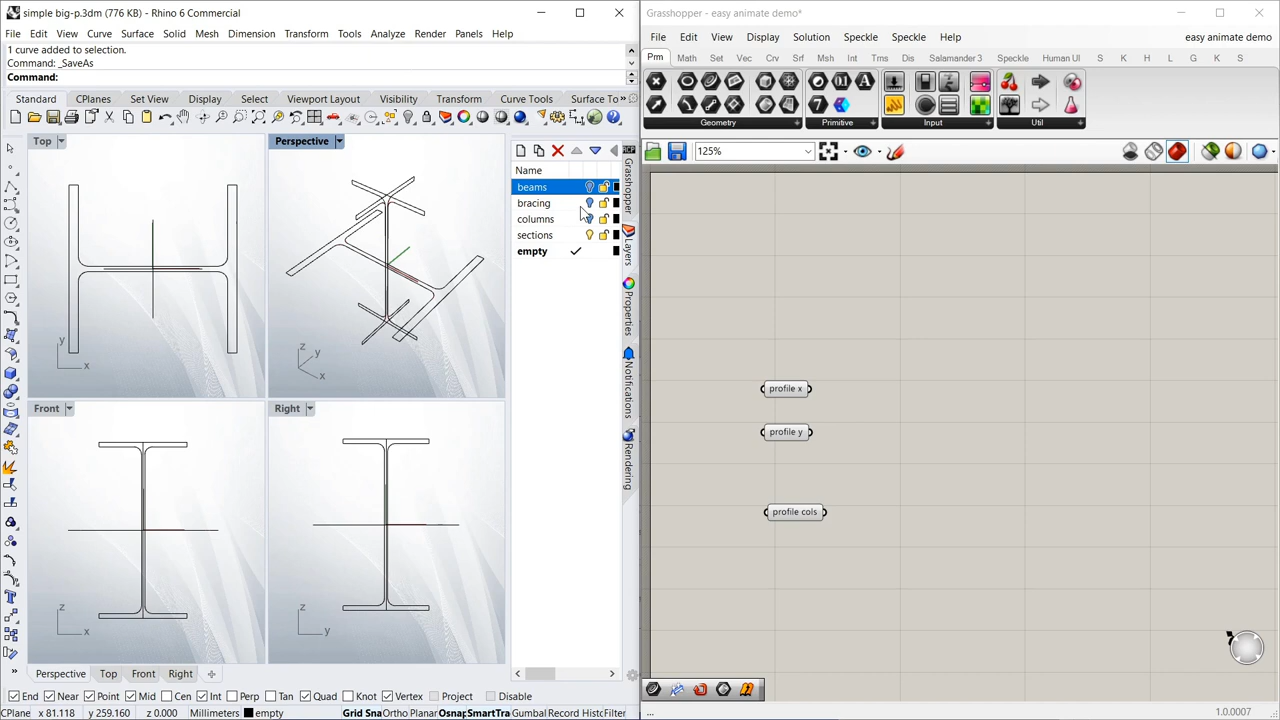 simple big-p.3dm (776 KB) - Rhino 6 Commercial
File Edit View Curve Surface Solid Mesh Dimension Transform Tools Analyze Render Panels Help
1 curve added to selection.
Command: _SaveAs
Command:
Standard CPlanes Set View Display Select Viewport Layout Visibility Transform Curve Tools Surface To
Top
Perspective
Name
beams
bracing
columns
sections
empty
y
x
z
y
x
Front
Right
z
x
z
y
Grasshopper
Layers
Properties
Notifications
Rendering
Perspective Top Front Right
End Near Point Mid Cen Int Perp Tan Quad Knot Vertex Project Disable
CPlane x 81.118 y 259.160 z 0.000 Millimeters empty Grid Sna Ortho Planar Osnap SmartTra Gumbal Record Histo Filter
Grasshopper - easy animate demo*
File Edit View Display Solution Speckle Speckle Help
easy animate demo
Prm Math Set Vec Crv Srf Msh Int Trns Dis Salamander 3 Speckle Human UI K H L G K S
Geometry Primitive Input Util
125%
profile x
profile y
profile cols
...
1.0.0007